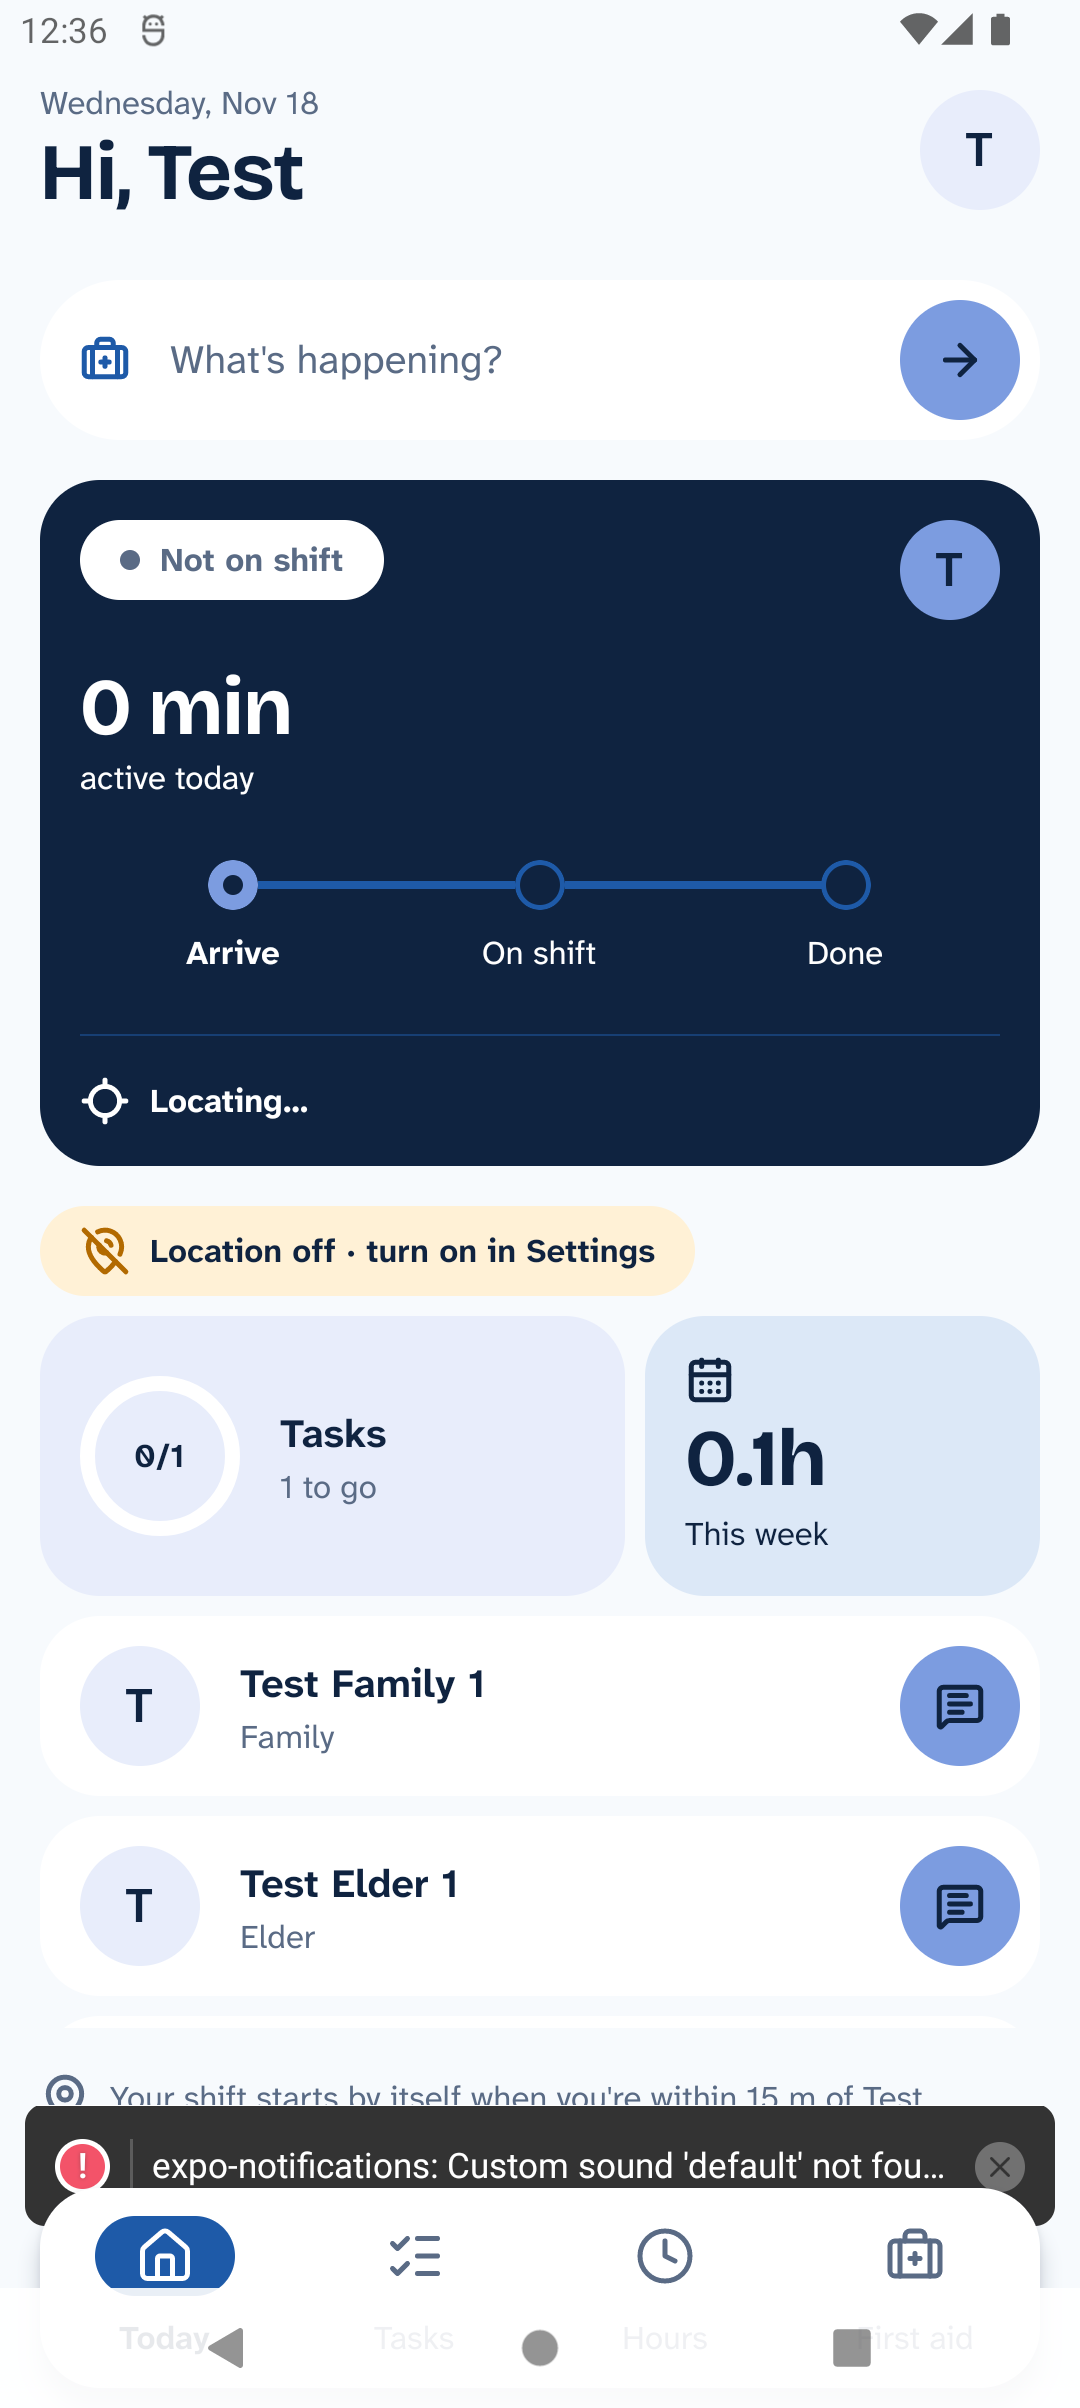 12:36
Wednesday, Nov 18
Hi, Test
T
What's happening?
Not on shift
T
0 min
active today
Arrive
On shift
Done
Locating...
Location off · turn on in Settings
0/1
Tasks
1 to go
0.1h
This week
T
Test Family 1
Family
T
Test Elder 1
Elder
Your shift starts by itself when you're within 15 m of Test
! expo-notifications: Custom sound 'default' not fou...
Today
Tasks
Hours
First aid